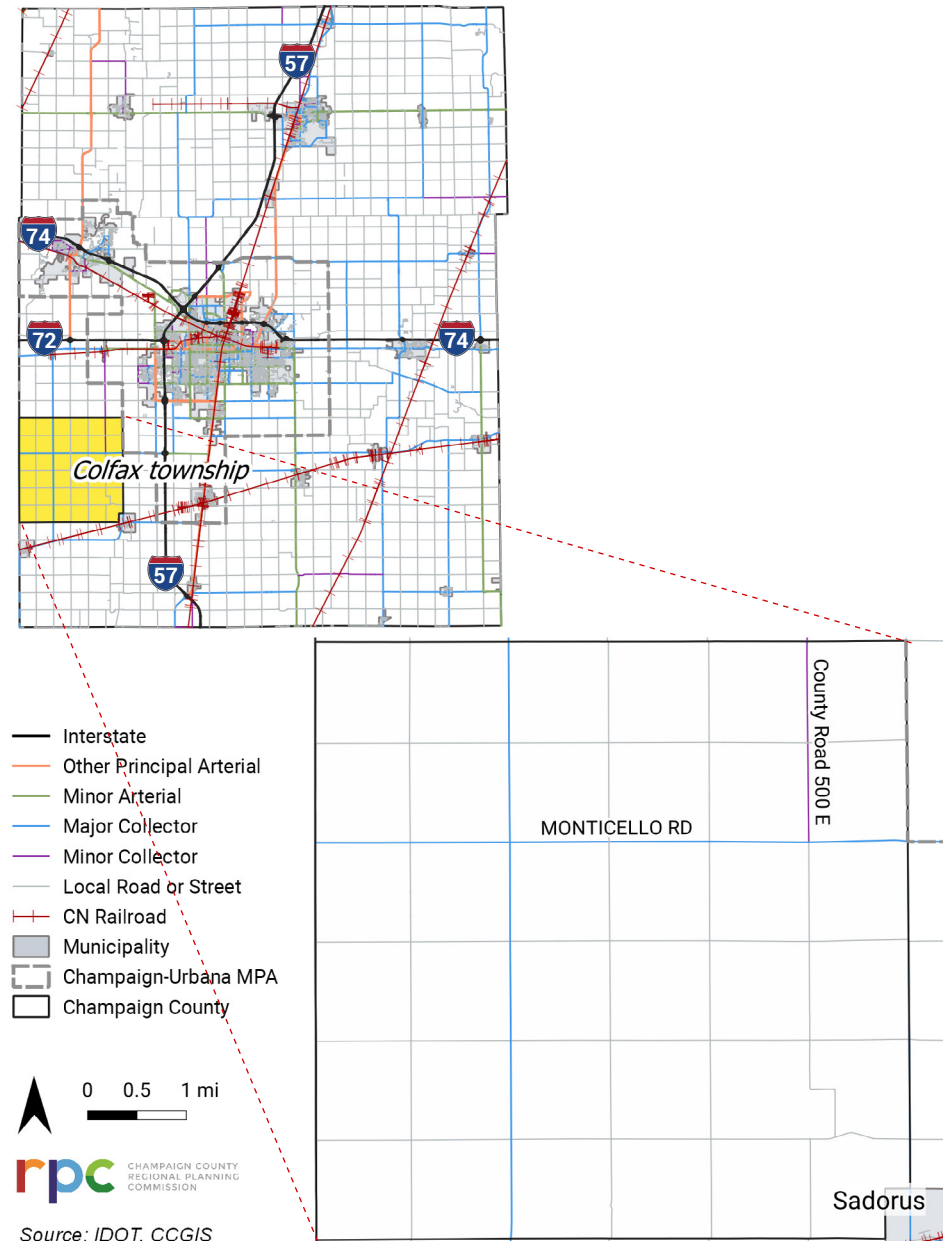 57
74
72
74
Colfax township
57
Interstate
Other Principal Arterial
Minor Arterial
Major Collector
Minor Collector
Local Road or Street
CN Railroad
Municipality
Champaign-Urbana MPA
Champaign County
0 0.5 1 mi
rpc
CHAMPAIGN COUNTY
REGIONAL PLANNING
COMMISSION
Source: IDOT, CCGIS
County Road 500 E
MONTICELLO RD
Sadorus